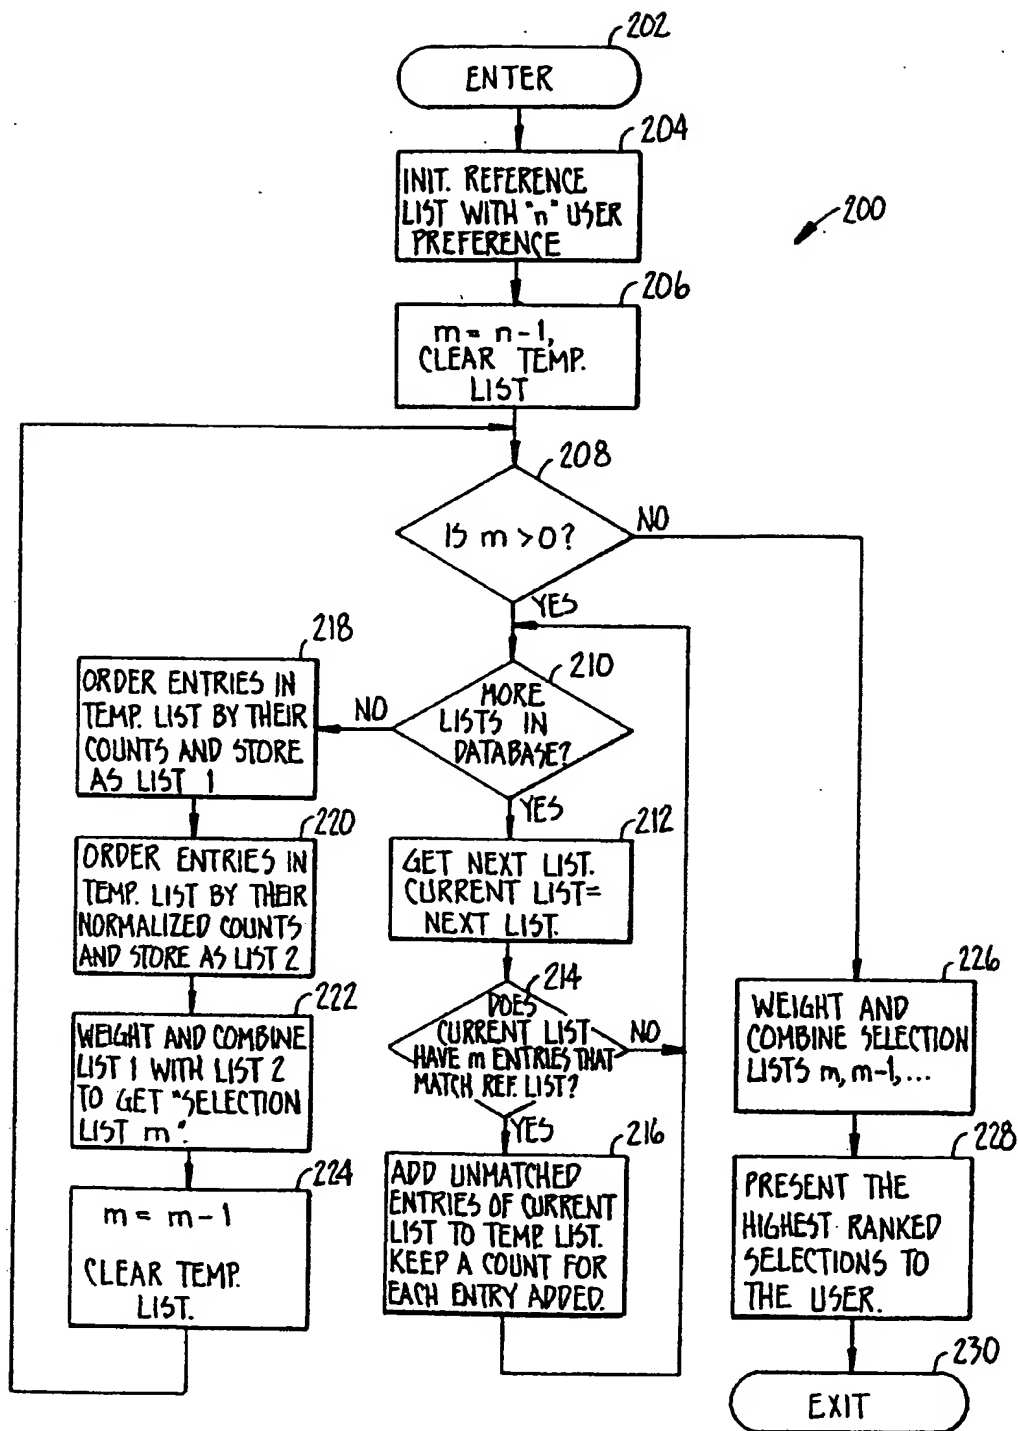 202
ENTER
204
INIT. REFERENCE
LIST WITH "n" USER
PREFERENCE
200
206
m = n-1,
CLEAR TEMP.
LIST
208
IS m > 0?
NO
YES
210
MORE
LISTS IN
DATABASE?
NO
YES
218
ORDER ENTRIES IN
TEMP. LIST BY THEIR
COUNTS AND STORE
AS LIST 1
220
ORDER ENTRIES IN
TEMP. LIST BY THEIR
NORMALIZED COUNTS
AND STORE AS LIST 2
222
WEIGHT AND COMBINE
LIST 1 WITH LIST 2
TO GET "SELECTION
LIST m".
224
m = m-1
CLEAR TEMP.
LIST.
212
GET NEXT LIST.
CURRENT LIST=
NEXT LIST.
214
DOES
CURRENT LIST
HAVE m ENTRIES THAT
MATCH REF. LIST?
NO
YES
216
ADD UNMATCHED
ENTRIES OF CURRENT
LIST TO TEMP. LIST.
KEEP A COUNT FOR
EACH ENTRY ADDED.
226
WEIGHT AND
COMBINE SELECTION
LISTS m, m-1, ...
228
PRESENT THE
HIGHEST RANKED
SELECTIONS TO
THE USER.
230
EXIT